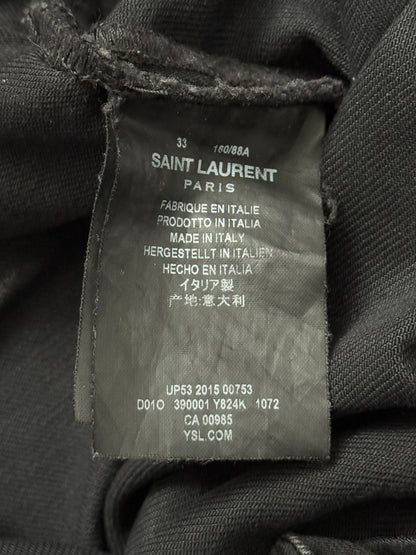 33 160/88A
SAINT LAURENT
PARIS
FABRIQUE EN ITALIE
PRODOTTO IN ITALIA
MADE IN ITALY
HERGESTELLT IN ITALIEN
HECHO EN ITALIA
イタリア製
产地:意大利
UP53 2015 00753
D01O 390001 Y824K 1072
CA 00985
YSL.COM